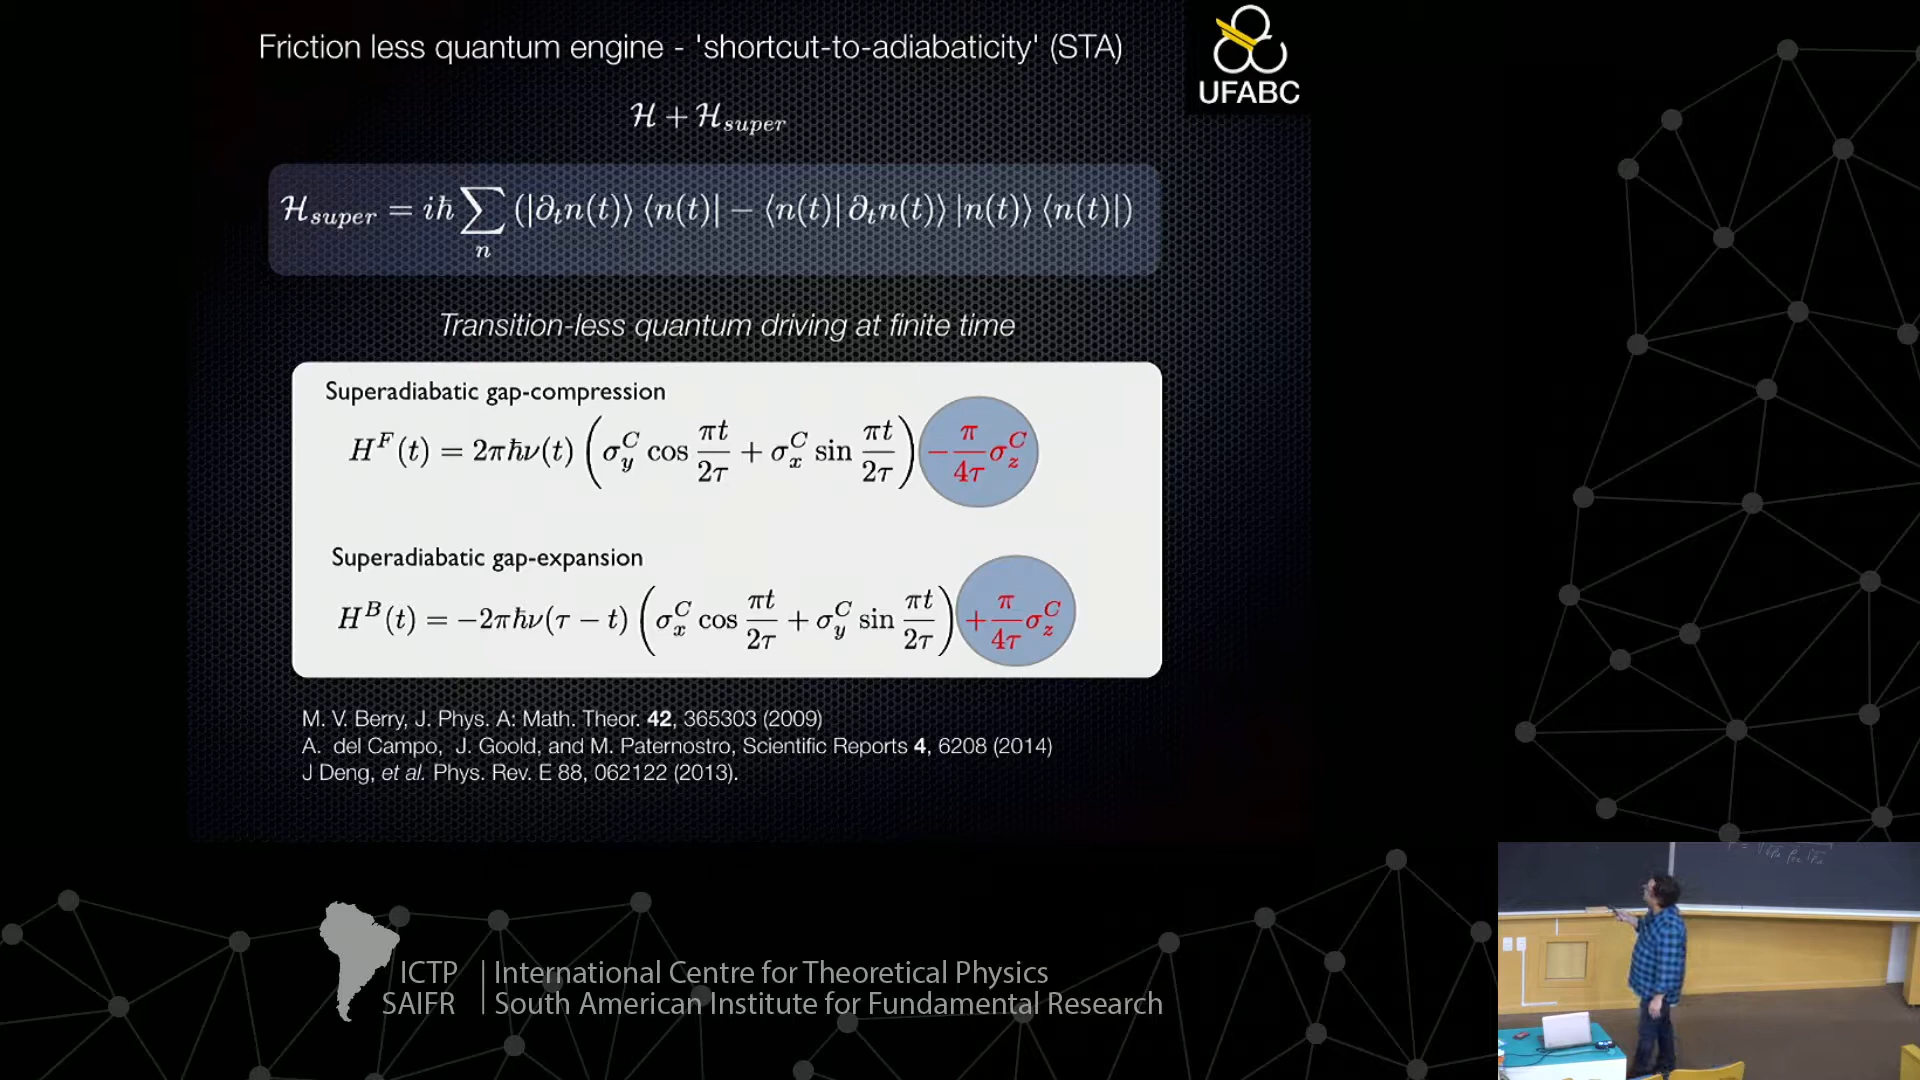 Friction less quantum engine - 'shortcut-to-adiabaticity' (STA)
UFABC
ℋ + ℋ_super
ℋ_super = iħ ∑_n (|∂_t n(t)⟩ ⟨n(t)| − ⟨n(t)| ∂_t n(t)⟩ |n(t)⟩ ⟨n(t)|)
Transition-less quantum driving at finite time
Superadiabatic gap-compression
H^F(t) = 2πħν(t) (σ_y^C cos πt/2τ + σ_x^C sin πt/2τ) − π/4τ σ_z^C
Superadiabatic gap-expansion
H^B(t) = −2πħν(τ − t) (σ_x^C cos πt/2τ + σ_y^C sin πt/2τ) + π/4τ σ_z^C
M. V. Berry, J. Phys. A: Math. Theor. 42, 365303 (2009)
A. del Campo, J. Goold, and M. Paternostro, Scientific Reports 4, 6208 (2014)
J Deng, et al. Phys. Rev. E 88, 062122 (2013).
ICTP | International Centre for Theoretical Physics
SAIFR | South American Institute for Fundamental Research